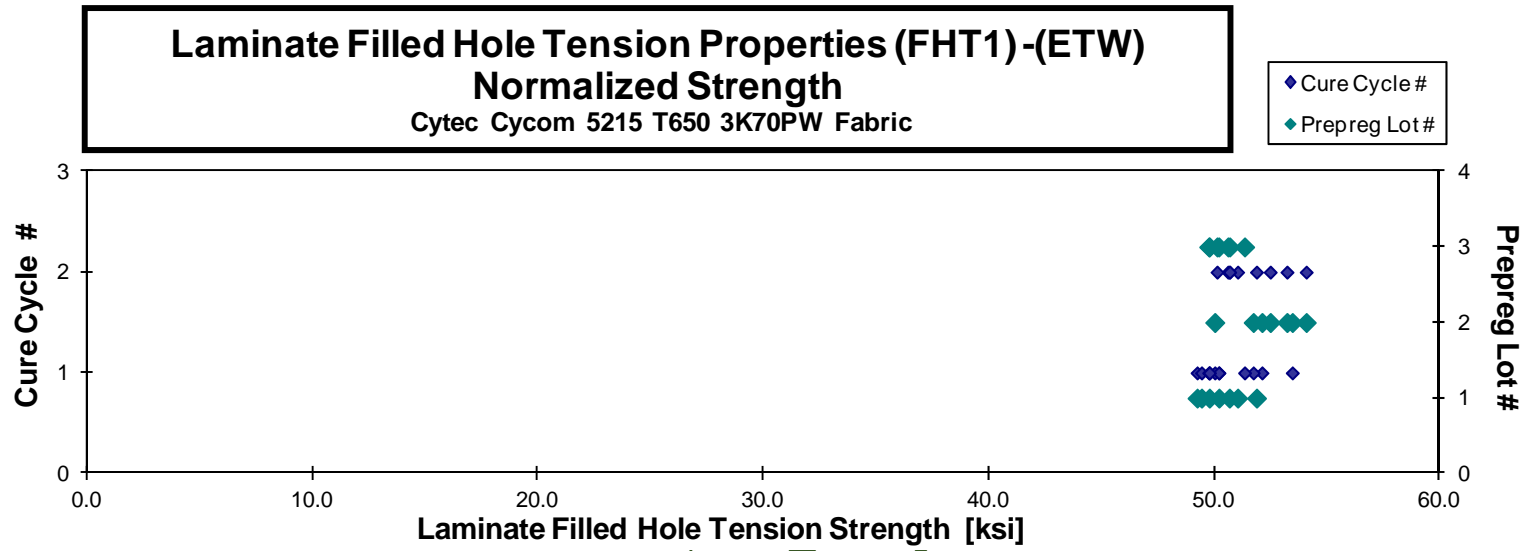 Laminate Filled Hole Tension Properties (FHT1) -(ETW)
Normalized Strength
Cytec Cycom 5215 T650 3K70PW Fabric
Cure Cycle #
Prepreg Lot #
3
2
1
0
Cure Cycle #
4
3
2
1
0
Prepreg Lot #
0.0 10.0 20.0 30.0 40.0 50.0 60.0
Laminate Filled Hole Tension Strength [ksi]